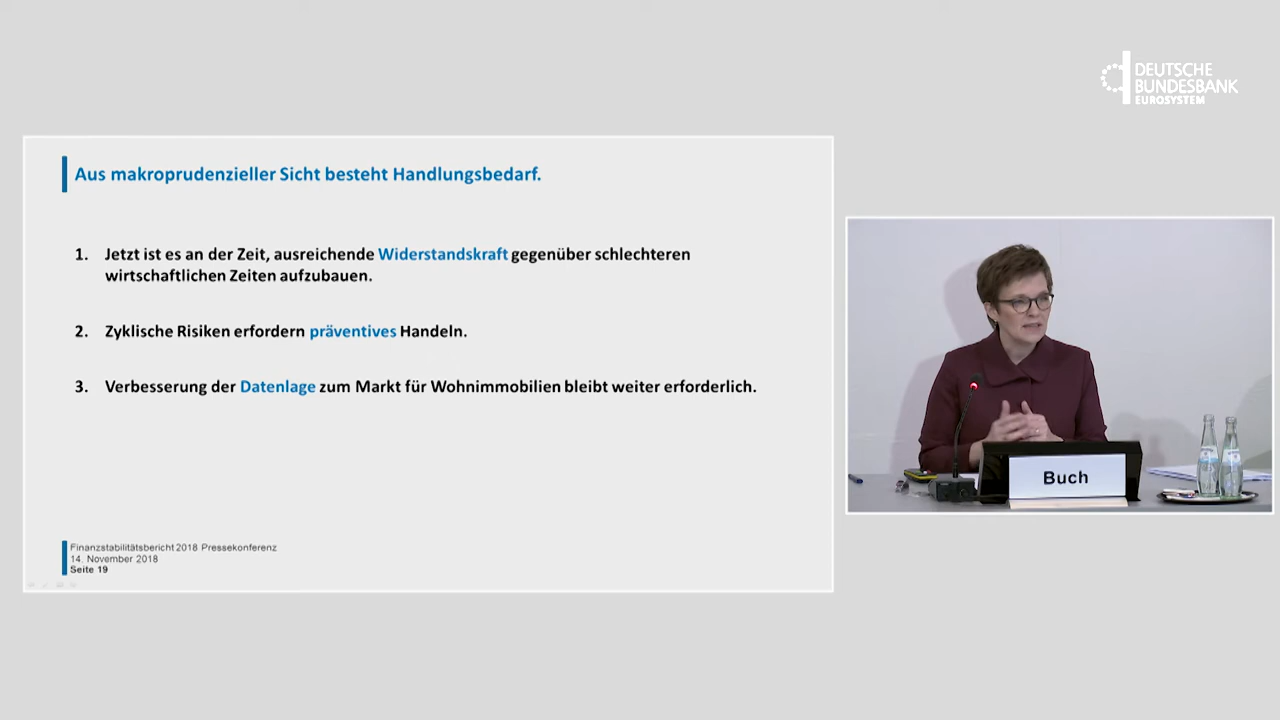 DEUTSCHE
BUNDESBANK
EUROSYSTEM
Aus makroprudenzieller Sicht besteht Handlungsbedarf.
1. Jetzt ist es an der Zeit, ausreichende Widerstandskraft gegenüber schlechteren
wirtschaftlichen Zeiten aufzubauen.
2. Zyklische Risiken erfordern präventives Handeln.
3. Verbesserung der Datenlage zum Markt für Wohnimmobilien bleibt weiter erforderlich.
Finanzstabilitätsbericht 2018 Pressekonferenz
14. November 2018
Seite 19
Buch